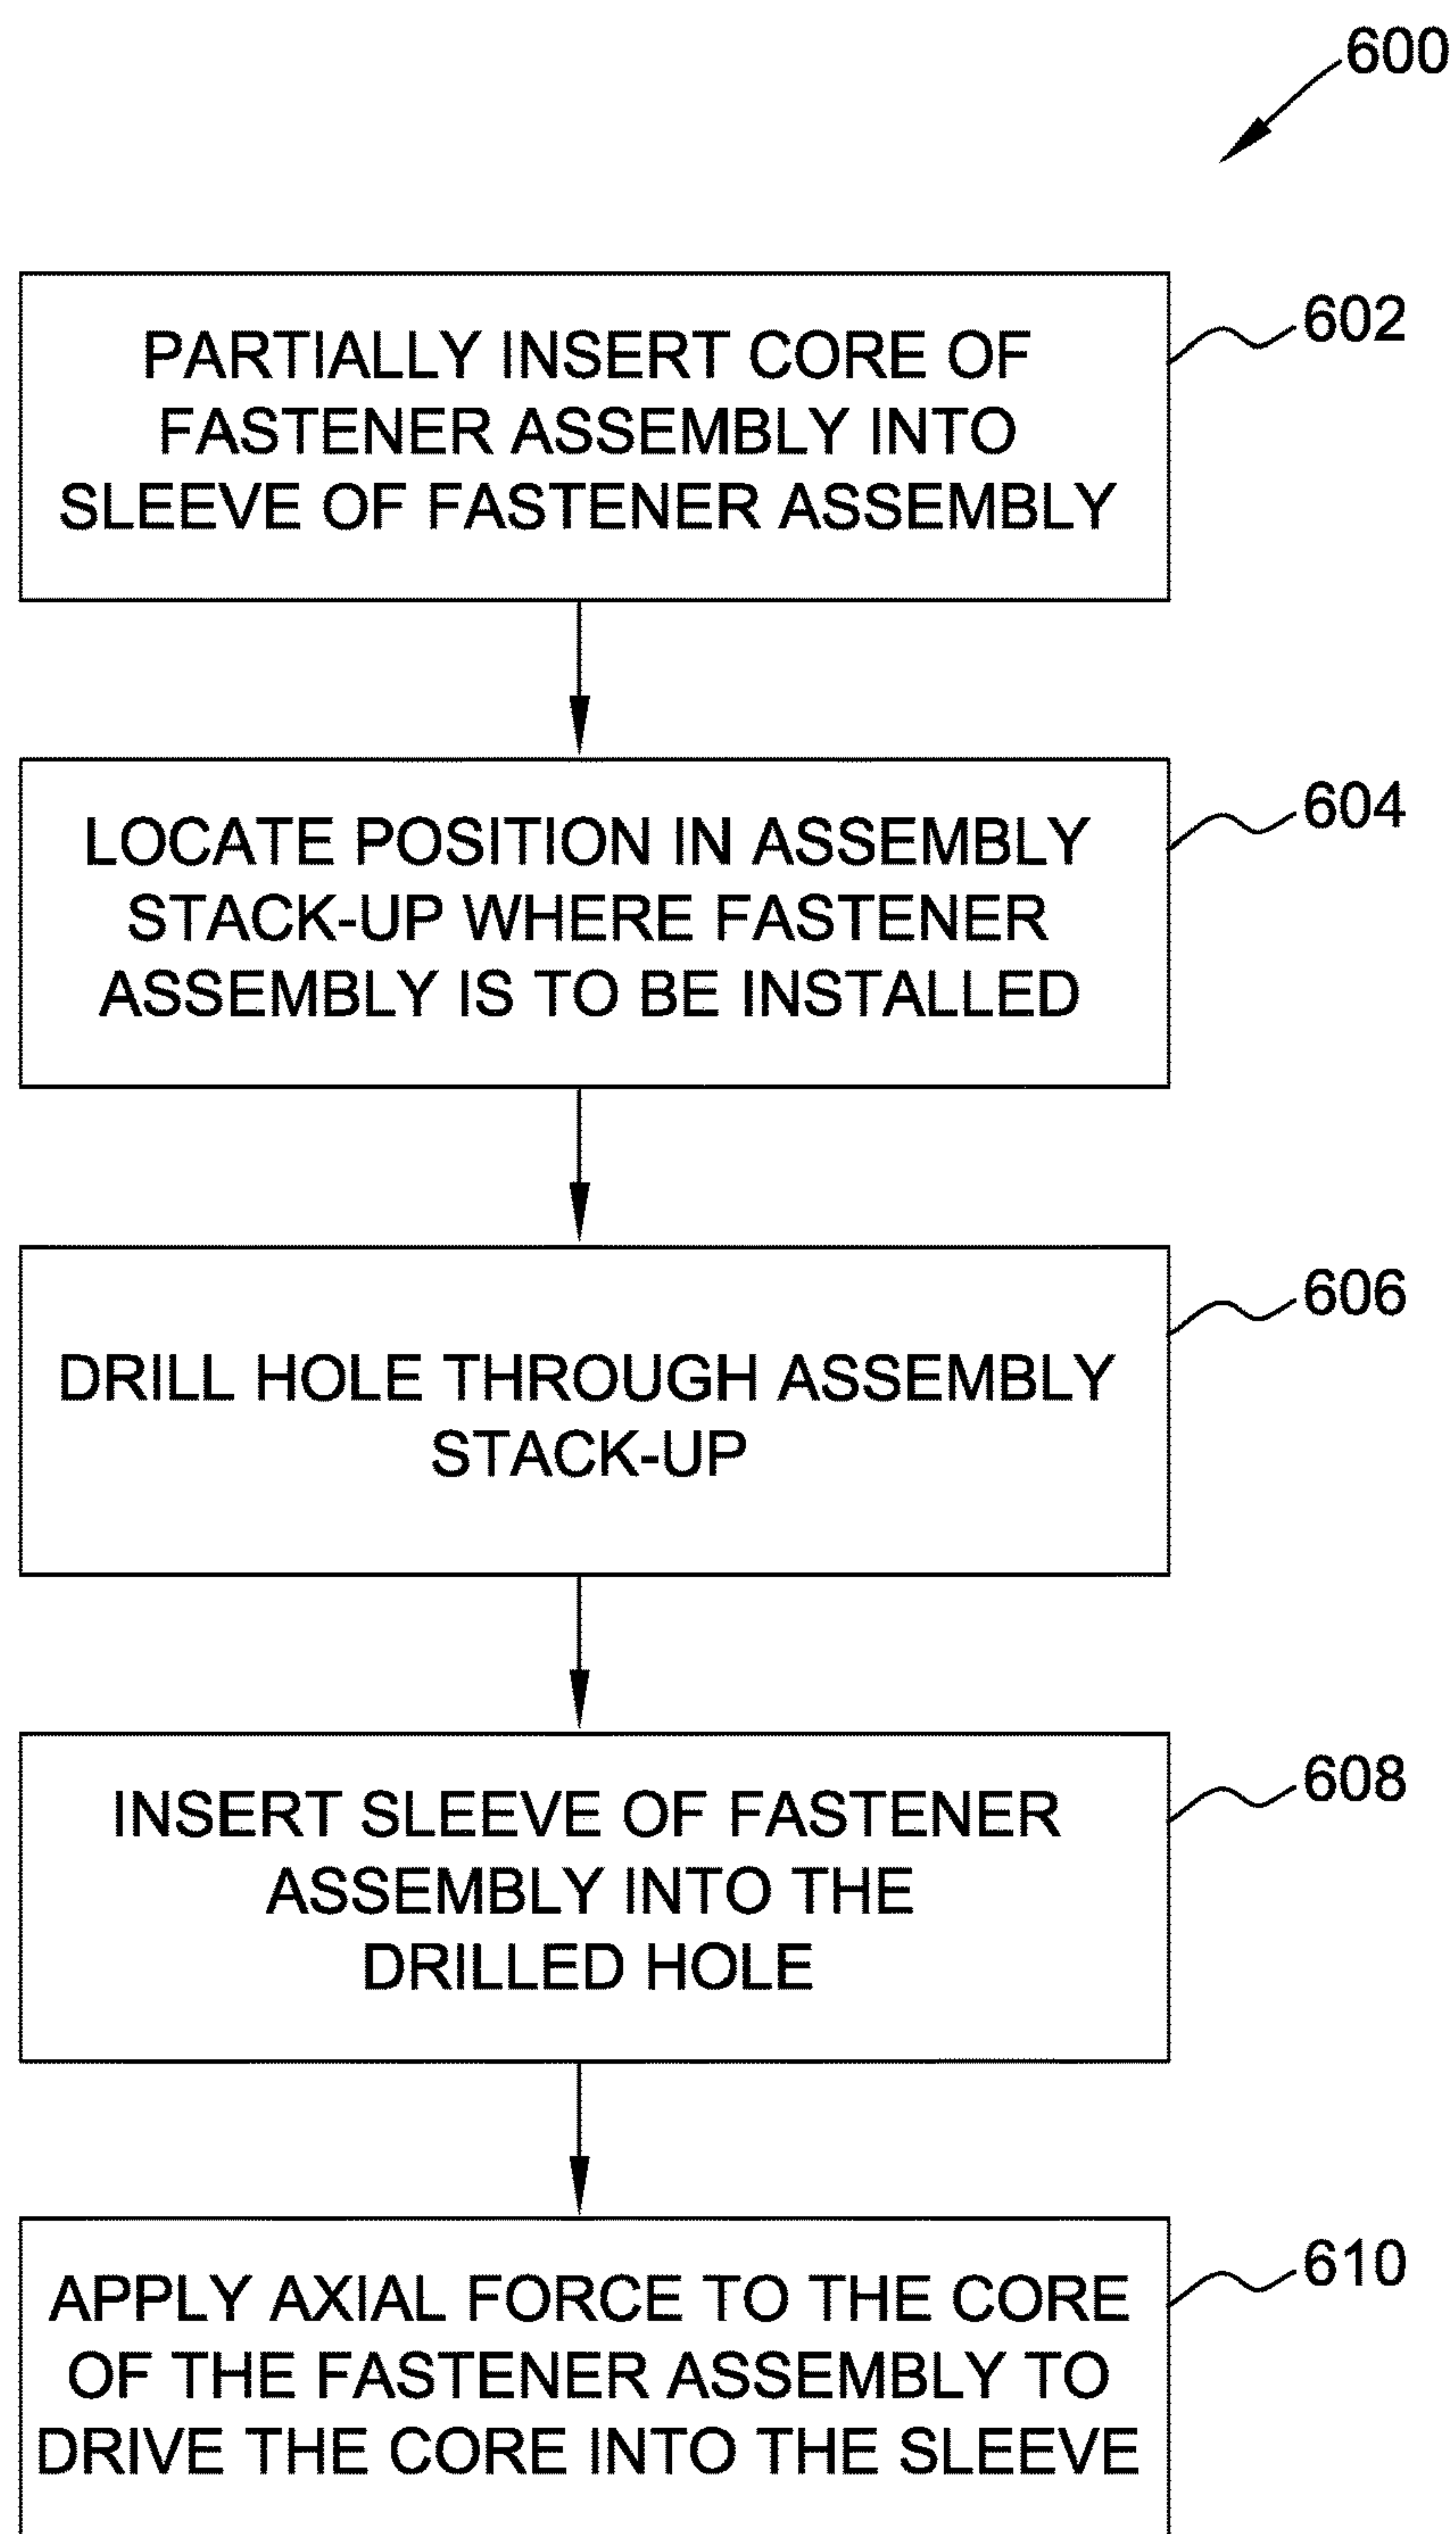 600
PARTIALLY INSERT CORE OF
FASTENER ASSEMBLY INTO
SLEEVE OF FASTENER ASSEMBLY
602
LOCATE POSITION IN ASSEMBLY
STACK-UP WHERE FASTENER
ASSEMBLY IS TO BE INSTALLED
604
DRILL HOLE THROUGH ASSEMBLY
STACK-UP
606
INSERT SLEEVE OF FASTENER
ASSEMBLY INTO THE
DRILLED HOLE
608
APPLY AXIAL FORCE TO THE CORE
OF THE FASTENER ASSEMBLY TO
DRIVE THE CORE INTO THE SLEEVE
610